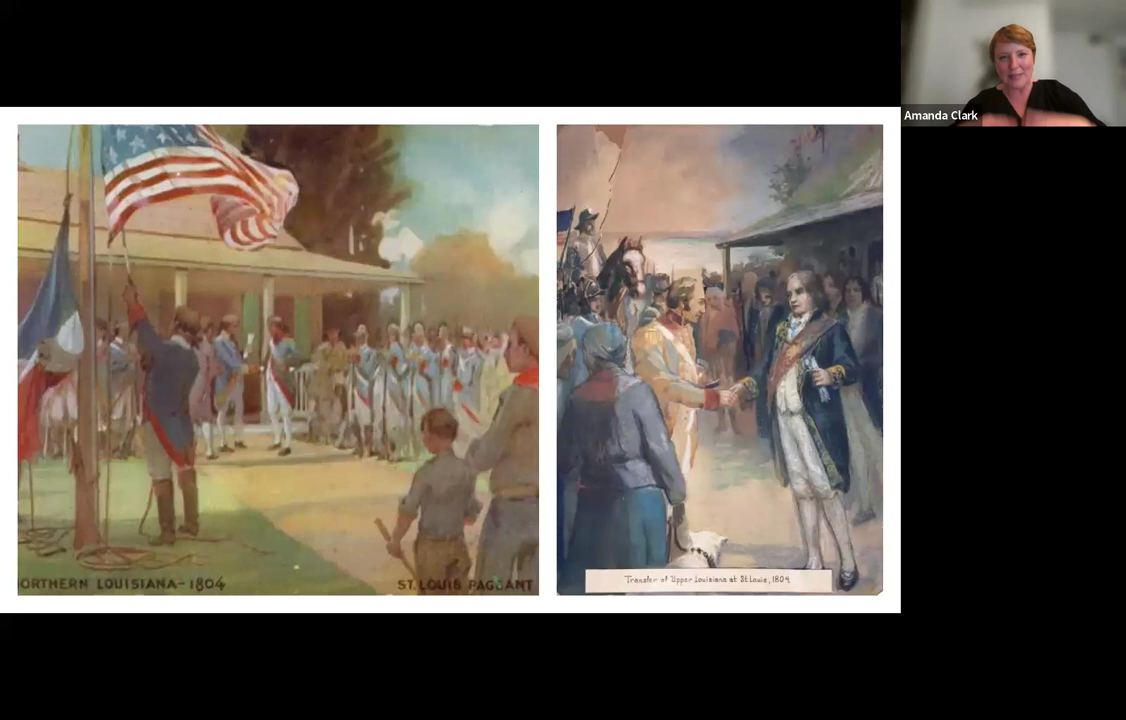 Amanda Clark
ORTHERN LOUISIANA-1804
ST. LOUIS PAGEANT
Transfer of Upper Louisiana at St. Louis, 1804.